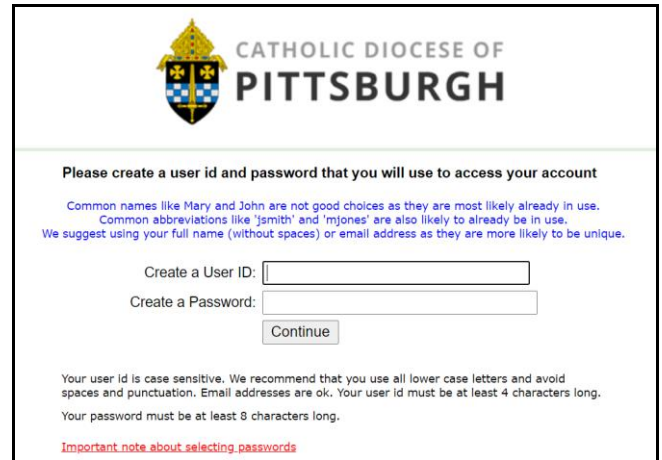 CATHOLIC DIOCESE OF
PITTSBURGH
Please create a user id and password that you will use to access your account
Common names like Mary and John are not good choices as they are most likely already in use.
Common abbreviations like 'jsmith' and 'mjones' are also likely to already be in use.
We suggest using your full name (without spaces) or email address as they are more likely to be unique.
Create a User ID:
Create a Password:
Continue
Your user id is case sensitive. We recommend that you use all lower case letters and avoid
spaces and punctuation. Email addresses are ok. Your user id must be at least 4 characters long.
Your password must be at least 8 characters long.
Important note about selecting passwords